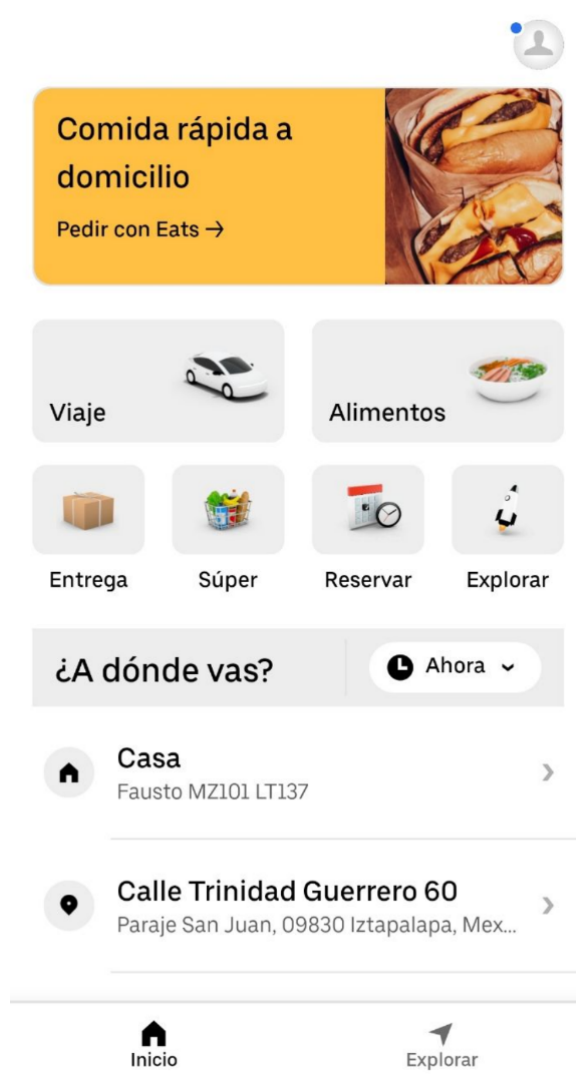 Comida rápida a
domicilio
Pedir con Eats →
Viaje
Alimentos
Entrega
Súper
Reservar
Explorar
¿A dónde vas?
Ahora
Casa
Fausto MZ101 LT137
Calle Trinidad Guerrero 60
Paraje San Juan, 09830 Iztapalapa, Mex...
Inicio
Explorar